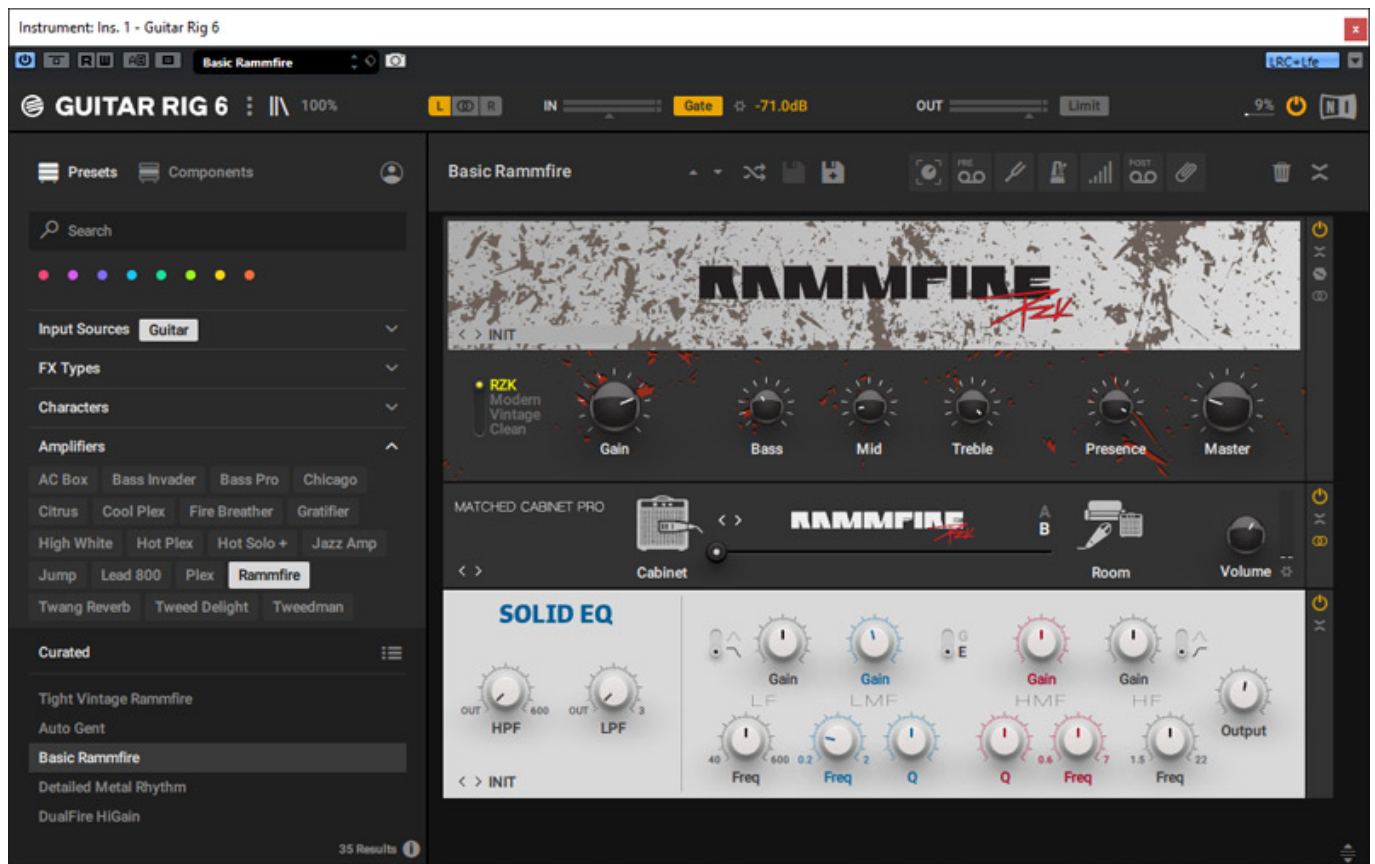 Instrument: Ins. 1 - Guitar Rig 6
x
R W Basic Rammfire LRC+Lfe
GUITAR RIG 6 100% L R IN Gate -71.0dB OUT Limit 9% NI
Presets Components
Basic Rammfire PRE POST
Search
RAMMFIRE
RZK
Input Sources Guitar
< > INIT
FX Types
Characters
RZK
Modern
Vintage
Clean
Gain Bass Mid Treble Presence Master
Amplifiers
AC Box Bass Invader Bass Pro Chicago
Citrus Cool Plex Fire Breather Gratifier
High White Hot Plex Hot Solo + Jazz Amp
Jump Lead 800 Plex Rammfire
Twang Reverb Tweed Delight Tweedman
MATCHED CABINET PRO
< > RAMMFIRE RZK A
B
< > Cabinet Room Volume --
Curated
Tight Vintage Rammfire
Auto Gent
Basic Rammfire
Detailed Metal Rhythm
DualFire HiGain
35 Results i
SOLID EQ
G
E
Gain Gain Gain Gain
LF LMF HMF HF
OUT 600 OUT 3
HPF LPF
Output
40 600 0.2 2 0.6 7 1.5 22
Freq Freq Q Q Freq Freq
< > INIT